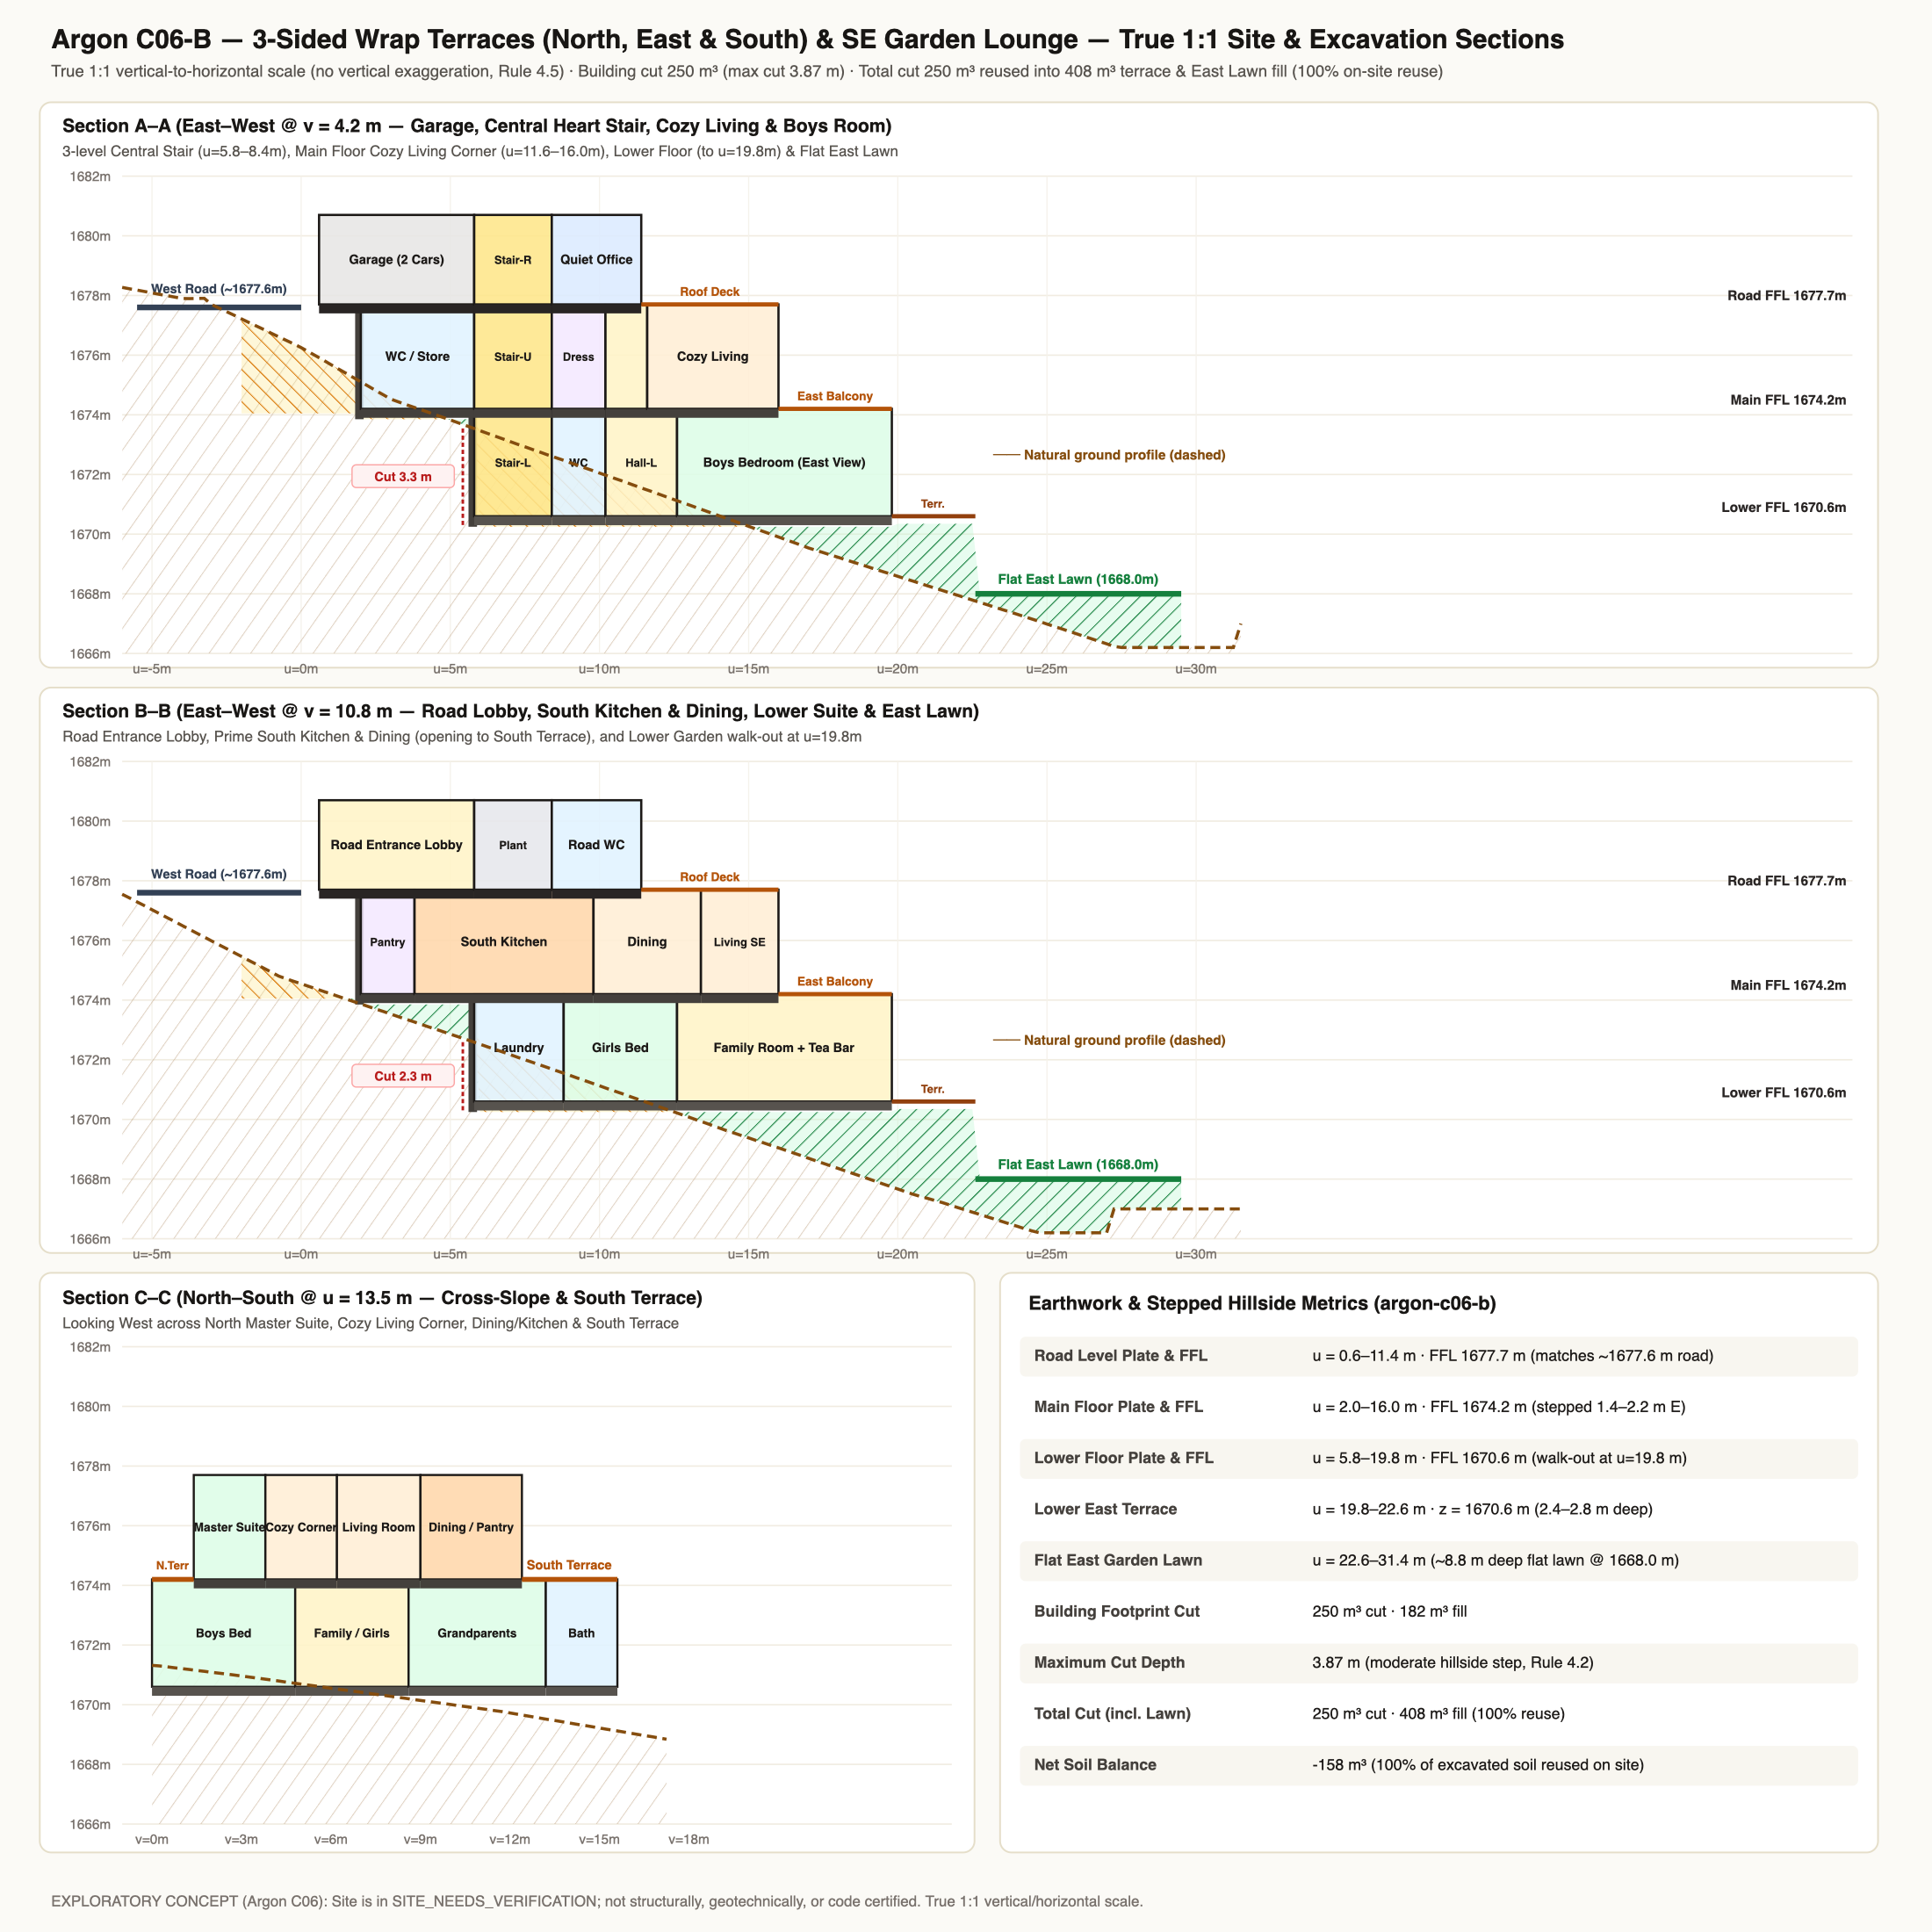 Argon C06-B — 3-Sided Wrap Terraces (North, East & South) & SE Garden Lounge — True 1:1 Site & Excavation Sections
True 1:1 vertical-to-horizontal scale (no vertical exaggeration, Rule 4.5) · Building cut 250 m³ (max cut 3.87 m) · Total cut 250 m³ reused into 408 m³ terrace & East Lawn fill (100% on-site reuse)
Section A–A (East–West @ v = 4.2 m — Garage, Central Heart Stair, Cozy Living & Boys Room)
3-level Central Stair (u=5.8–8.4m), Main Floor Cozy Living Corner (u=11.6–16.0m), Lower Floor (to u=19.8m) & Flat East Lawn
1682m
1680m
Garage (2 Cars)
Stair-R
Quiet Office
West Road (~1677.6m)
Roof Deck
1678m
Road FFL 1677.7m
1676m
WC / Store
Stair-U
Dress
Cozy Living
East Balcony
1674m
Main FFL 1674.2m
Natural ground profile (dashed)
1672m
Cut 3.3 m
Stair-L
WC
Hall-L
Boys Bedroom (East View)
Terr.
Lower FFL 1670.6m
1670m
Flat East Lawn (1668.0m)
1668m
1666m
u=-5m
u=0m
u=5m
u=10m
u=15m
u=20m
u=25m
u=30m
Section B–B (East–West @ v = 10.8 m — Road Lobby, South Kitchen & Dining, Lower Suite & East Lawn)
Road Entrance Lobby, Prime South Kitchen & Dining (opening to South Terrace), and Lower Garden walk-out at u=19.8m
1682m
1680m
Road Entrance Lobby
Plant
Road WC
West Road (~1677.6m)
Roof Deck
1678m
Road FFL 1677.7m
1676m
Pantry
South Kitchen
Dining
Living SE
East Balcony
1674m
Main FFL 1674.2m
Natural ground profile (dashed)
1672m
Cut 2.3 m
Laundry
Girls Bed
Family Room + Tea Bar
Terr.
Lower FFL 1670.6m
1670m
Flat East Lawn (1668.0m)
1668m
1666m
u=-5m
u=0m
u=5m
u=10m
u=15m
u=20m
u=25m
u=30m
Section C–C (North–South @ u = 13.5 m — Cross-Slope & South Terrace)
Looking West across North Master Suite, Cozy Living Corner, Dining/Kitchen & South Terrace
1682m
1680m
1678m
1676m
Master Suite
Cozy Corner
Living Room
Dining / Pantry
N.Terr
South Terrace
1674m
1672m
Boys Bed
Family / Girls
Grandparents
Bath
1670m
1668m
1666m
v=0m
v=3m
v=6m
v=9m
v=12m
v=15m
v=18m
Earthwork & Stepped Hillside Metrics (argon-c06-b)
Road Level Plate & FFL
u = 0.6–11.4 m · FFL 1677.7 m (matches ~1677.6 m road)
Main Floor Plate & FFL
u = 2.0–16.0 m · FFL 1674.2 m (stepped 1.4–2.2 m E)
Lower Floor Plate & FFL
u = 5.8–19.8 m · FFL 1670.6 m (walk-out at u=19.8 m)
Lower East Terrace
u = 19.8–22.6 m · z = 1670.6 m (2.4–2.8 m deep)
Flat East Garden Lawn
u = 22.6–31.4 m (~8.8 m deep flat lawn @ 1668.0 m)
Building Footprint Cut
250 m³ cut · 182 m³ fill
Maximum Cut Depth
3.87 m (moderate hillside step, Rule 4.2)
Total Cut (incl. Lawn)
250 m³ cut · 408 m³ fill (100% reuse)
Net Soil Balance
-158 m³ (100% of excavated soil reused on site)
EXPLORATORY CONCEPT (Argon C06): Site is in SITE_NEEDS_VERIFICATION; not structurally, geotechnically, or code certified. True 1:1 vertical/horizontal scale.